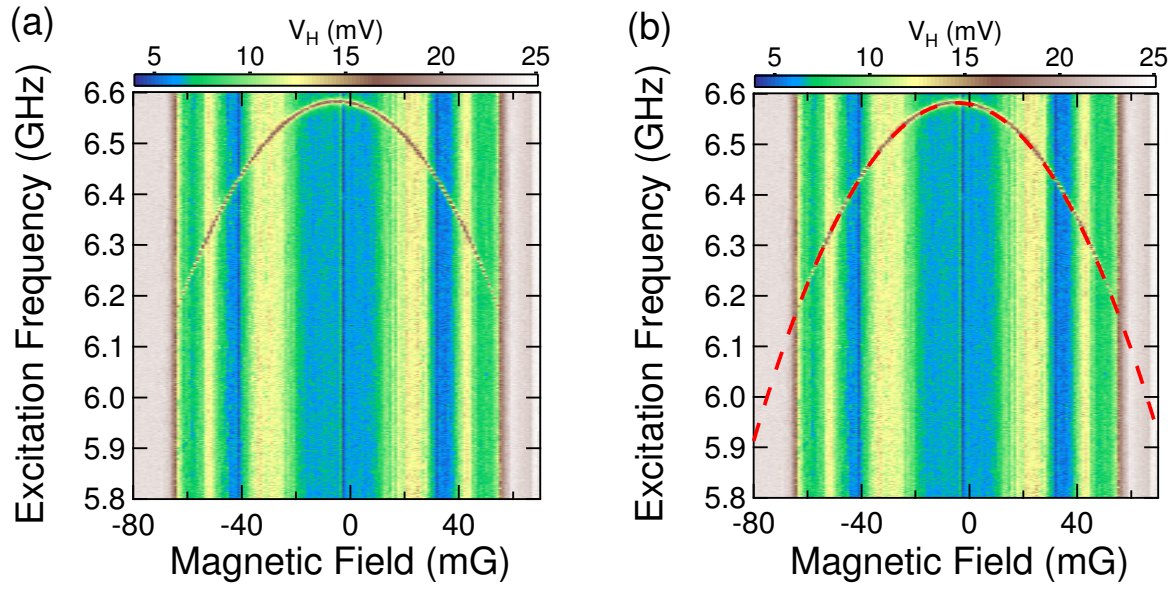 (a)
V_H (mV)
5 10 15 20 25
Excitation Frequency (GHz)
6.6
6.5
6.4
6.3
6.2
6.1
6.0
5.9
5.8
-80 -40 0 40
Magnetic Field (mG)
(b)
V_H (mV)
5 10 15 20 25
Excitation Frequency (GHz)
6.6
6.5
6.4
6.3
6.2
6.1
6.0
5.9
5.8
-80 -40 0 40
Magnetic Field (mG)